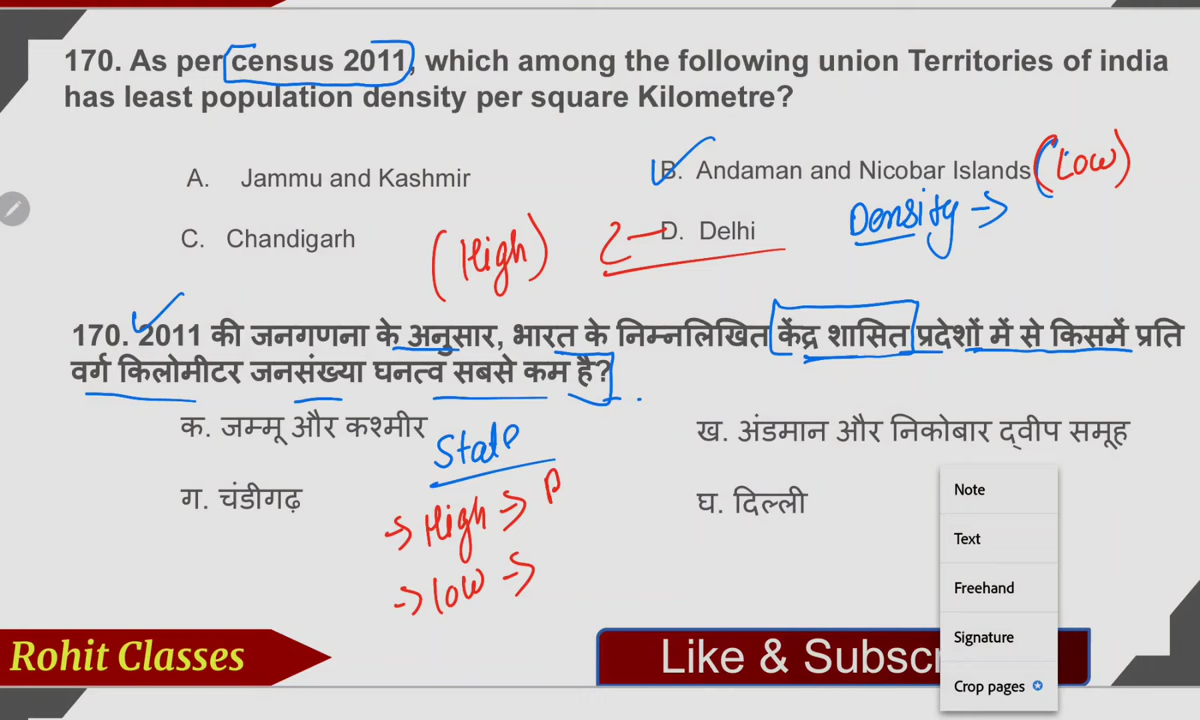 170. As per census 2011, which among the following union Territories of india
has least population density per square Kilometre?
A. Jammu and Kashmir
B. Andaman and Nicobar Islands (Low)
Density →
C. Chandigarh (High)
2 — D. Delhi
170. 2011 की जनगणना के अनुसार, भारत के निम्नलिखित केंद्र शासित प्रदेशों में से किसमें प्रति
वर्ग किलोमीटर जनसंख्या घनत्व सबसे कम है?
क. जम्मू और कश्मीर
ख. अंडमान और निकोबार द्वीप समूह
State
ग. चंडीगढ़
घ. दिल्ली
→ High →
→ low →
Note
Text
Freehand
Signature
Crop pages
Rohit Classes
Like & Subscr